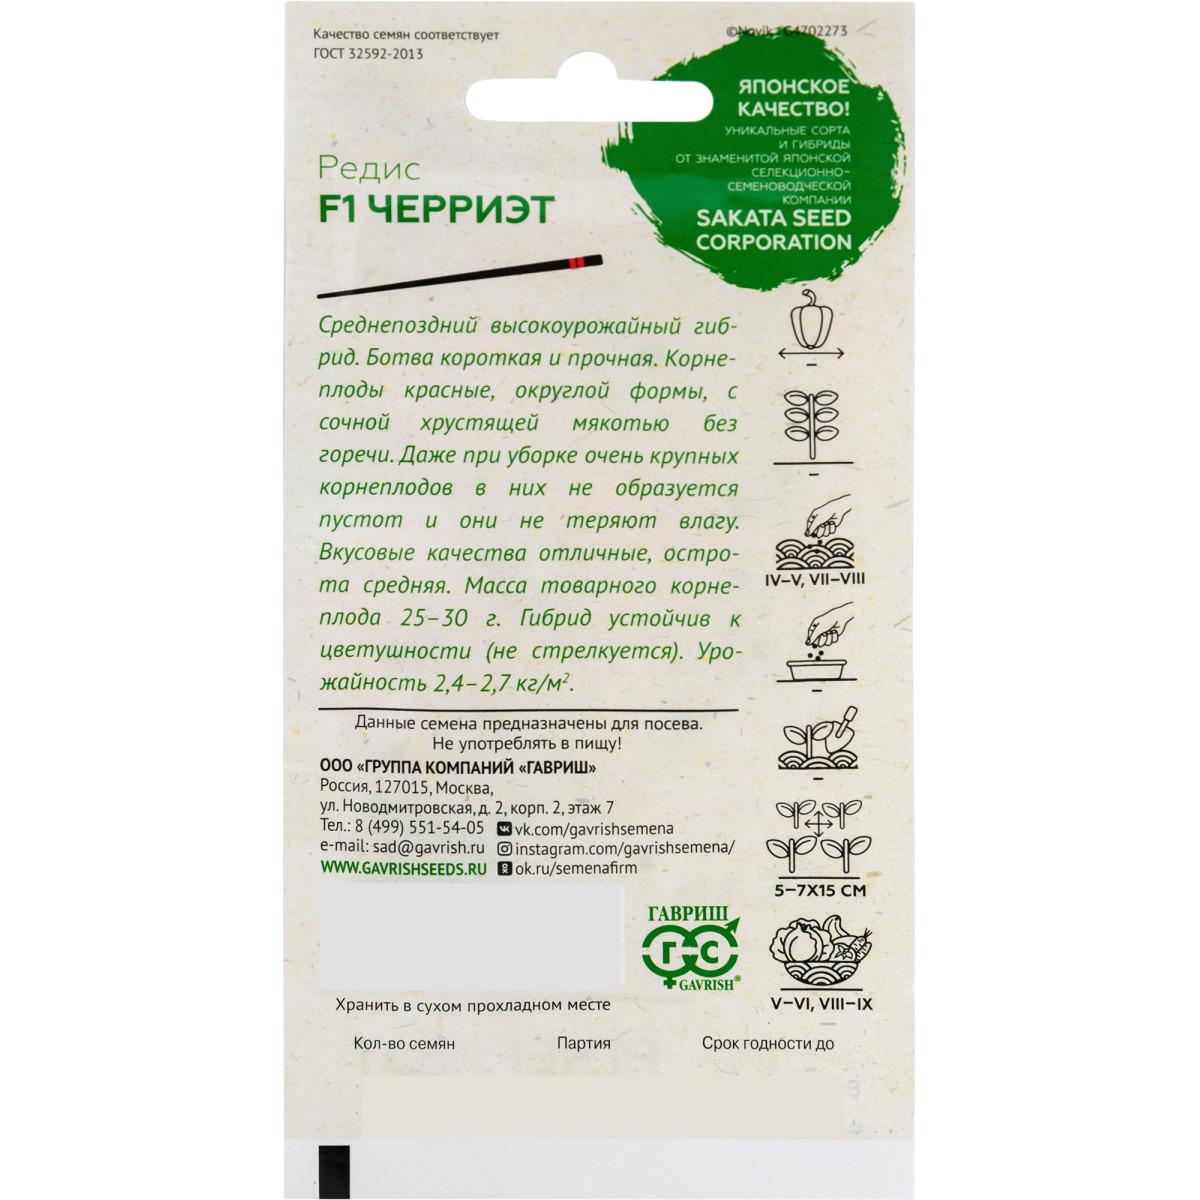 Качество семян соответствует
ГОСТ 32592-2013
ЯПОНСКОЕ
КАЧЕСТВО!
УНИКАЛЬНЫЕ СОРТА
И ГИБРИДЫ
ОТ ЗНАМЕНИТОЙ ЯПОНСКОЙ
СЕЛЕКЦИОННО-
СЕМЕНОВОДЧЕСКОЙ
КОМПАНИИ
SAKATA SEED
CORPORATION
Редис
F1 ЧЕРРИЭТ
Среднепоздний высокоурожайный гиб-
рид. Ботва короткая и прочная. Корне-
плоды красные, округлой формы, с
сочной хрустящей мякотью без
горечи. Даже при уборке очень крупных
корнеплодов в них не образуется
пустот и они не теряют влагу.
Вкусовые качества отличные, остро-
та средняя. Масса товарного корне-
плода 25–30 г. Гибрид устойчив к
цветушности (не стрелкуется). Уро-
жайность 2,4–2,7 кг/м².
–
–
IV–V, VII–VIII
–
–
5–7X15 СМ
V–VI, VIII–IX
Данные семена предназначены для посева.
Не употреблять в пищу!
ООО «ГРУППА КОМПАНИЙ «ГАВРИШ»
Россия, 127015, Москва,
ул. Новодмитровская, д. 2, корп. 2, этаж 7
Тел.: 8 (499) 551-54-05 vk.com/gavrishsemena
e-mail: sad@gavrish.ru instagram.com/gavrishsemena/
WWW.GAVRISHSEEDS.RU ok.ru/semenafirm
ГАВРИШ
Г С
GAVRISH®
Хранить в сухом прохладном месте
Кол-во семян Партия Срок годности до